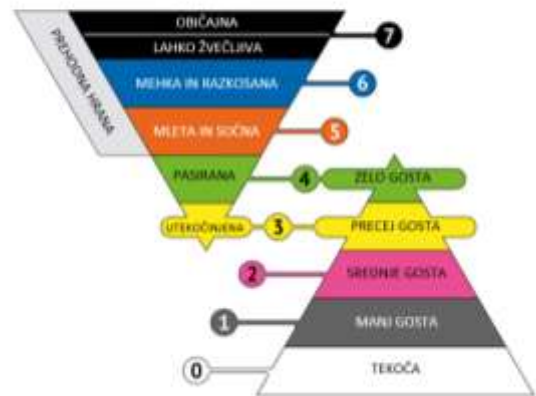 OBIČAJNA
LAHKO ŽVEČLJIVA
7
PREHODNA HRANA
MEHKA IN RAZKOSANA
6
MLETA IN SOČNA
5
PASIRANA
4
ZELO GOSTA
UTEKOČINJENA
3
PRECEJ GOSTA
2
SREDNJE GOSTA
1
MANJ GOSTA
0
TEKOČA